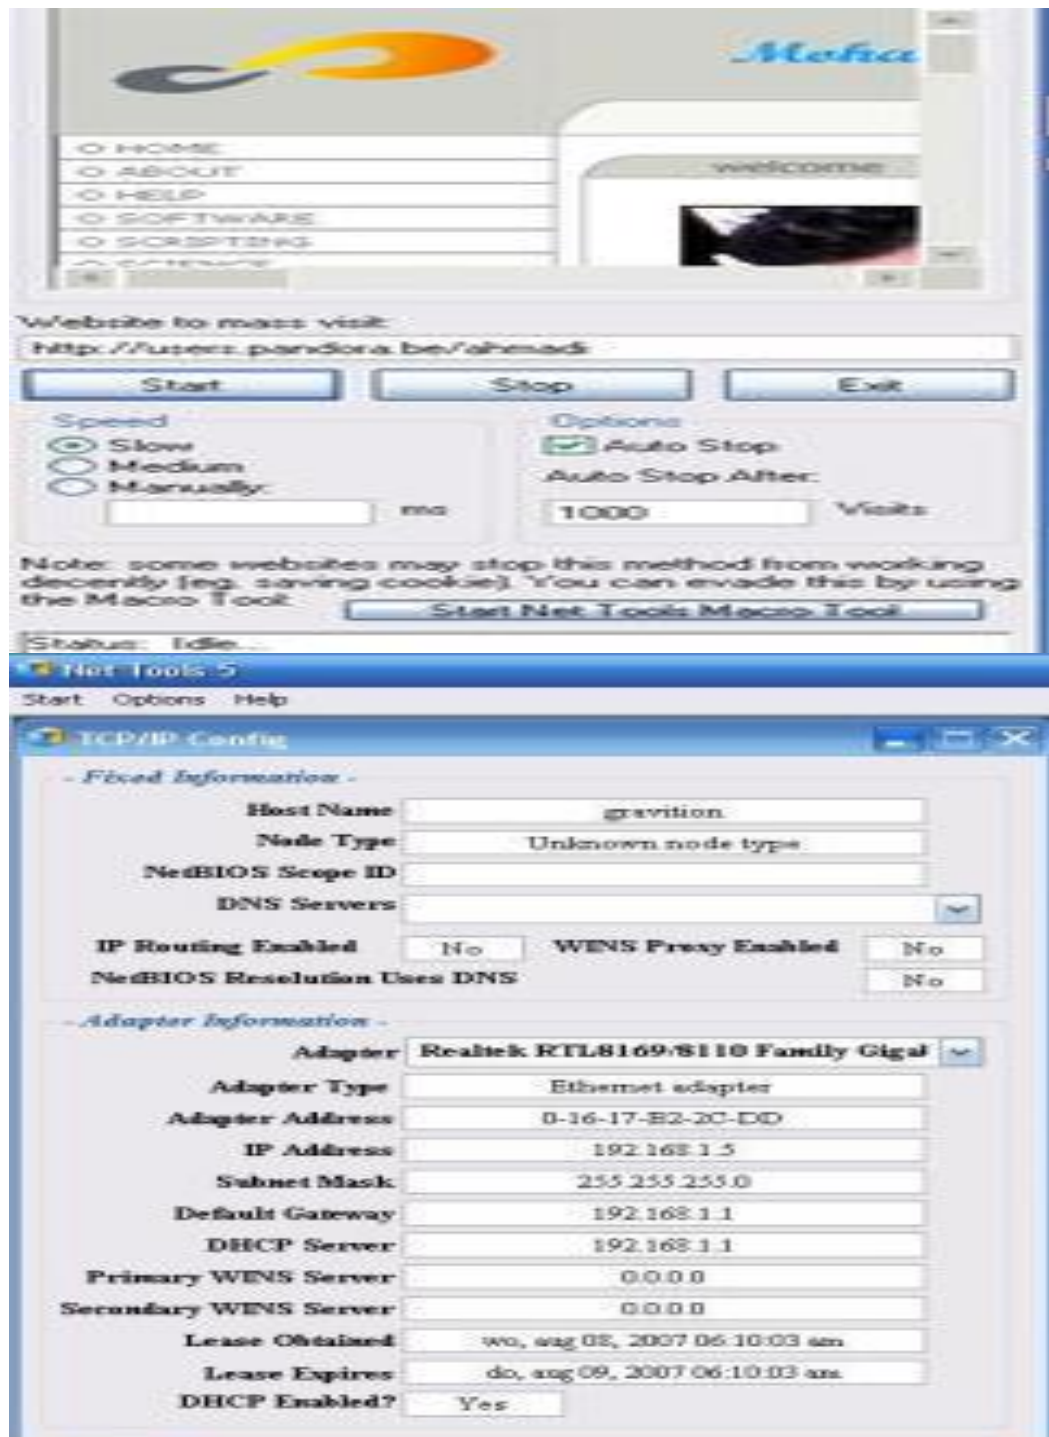 Moha
HOME
ABOUT
HELP
SOFTWARE
SCRIPTING
SCIENCE
welcome
Website to mass visit:
http://users.pandora.be/ahmadi
Start Stop Exit
Speed Options
Slow Auto Stop
Medium
Manually: Auto Stop After:
ms 1000 Visits
Note: some websites may stop this method from working
decently (eg. saving cookie). You can evade this by using
the Macro Tool: Start Net Tools Macro Tool
Status: Idle...
Net Tools 5
Start Options Help
TCP/IP Config
- Fixed Information -
Host Name gravition
Node Type Unknown node type
NetBIOS Scope ID
DNS Servers
IP Routing Enabled No WINS Proxy Enabled No
NetBIOS Resolution Uses DNS No
- Adapter Information -
Adapter Realtek RTL8169/8110 Family Gigal
Adapter Type Ethernet adapter
Adapter Address 0-16-17-B2-2C-DD
IP Address 192.168.1.5
Subnet Mask 255.255.255.0
Default Gateway 192.168.1.1
DHCP Server 192.168.1.1
Primary WINS Server 0.0.0.0
Secondary WINS Server 0.0.0.0
Lease Obtained wo, aug 08, 2007 06:10:03 am
Lease Expires do, aug 09, 2007 06:10:03 am
DHCP Enabled? Yes